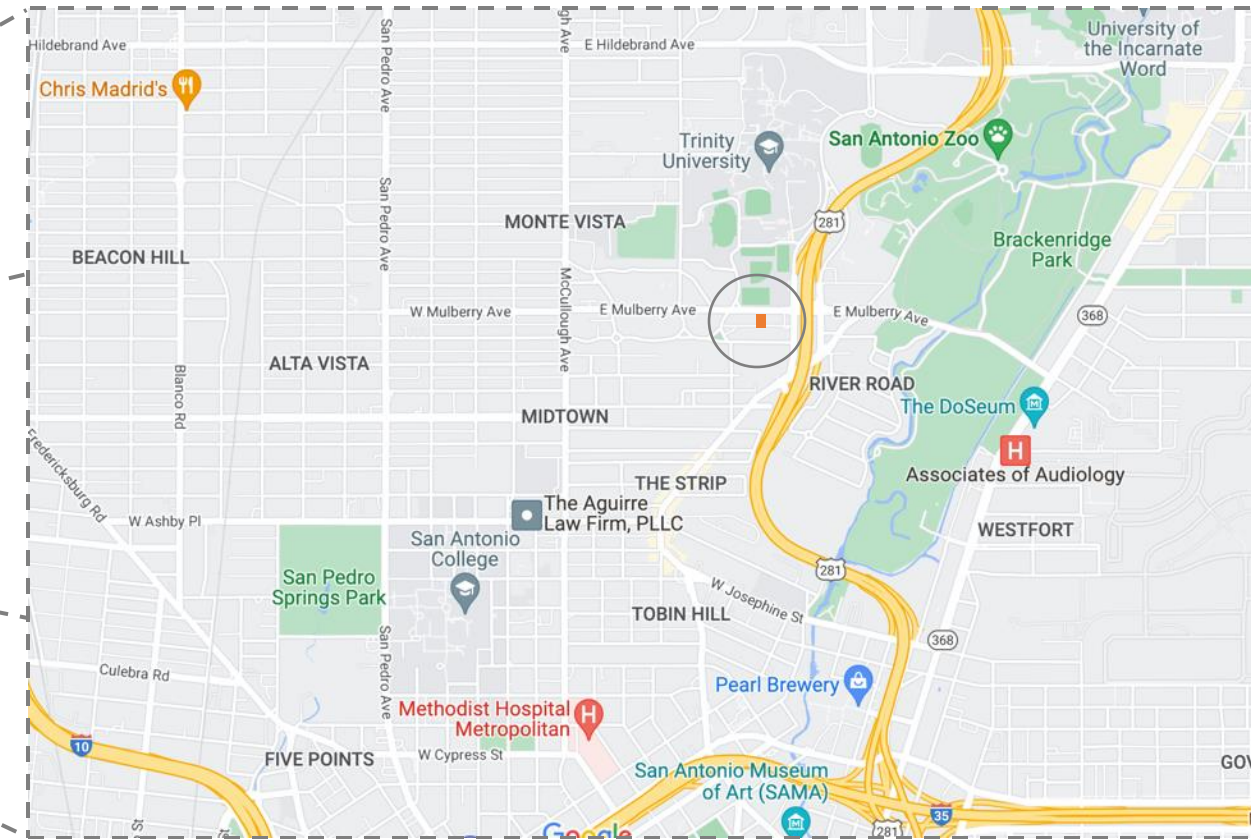 University of
the Incarnate
Word
Hildebrand Ave
San Pedro Ave
gh Ave
E Hildebrand Ave
Chris Madrid's
Trinity
University
San Antonio Zoo
San Pedro Ave
MONTE VISTA
281
BEACON HILL
Brackenridge
Park
McCullough Ave
W Mulberry Ave
E Mulberry Ave
E Mulberry Ave
368
ALTA VISTA
Blanco Rd
RIVER ROAD
The DoSeum
MIDTOWN
Fredericksburg Rd
H
Associates of Audiology
THE STRIP
The Aguirre
Law Firm, PLLC
W Ashby Pl
WESTFORT
San Antonio
College
281
San Pedro
Springs Park
W Josephine St
TOBIN HILL
San Pedro Ave
368
Culebra Rd
Pearl Brewery
Methodist Hospital
Metropolitan
H
10
FIVE POINTS
W Cypress St
GOV
San Antonio Museum
of Art (SAMA)
35
Google
281
St